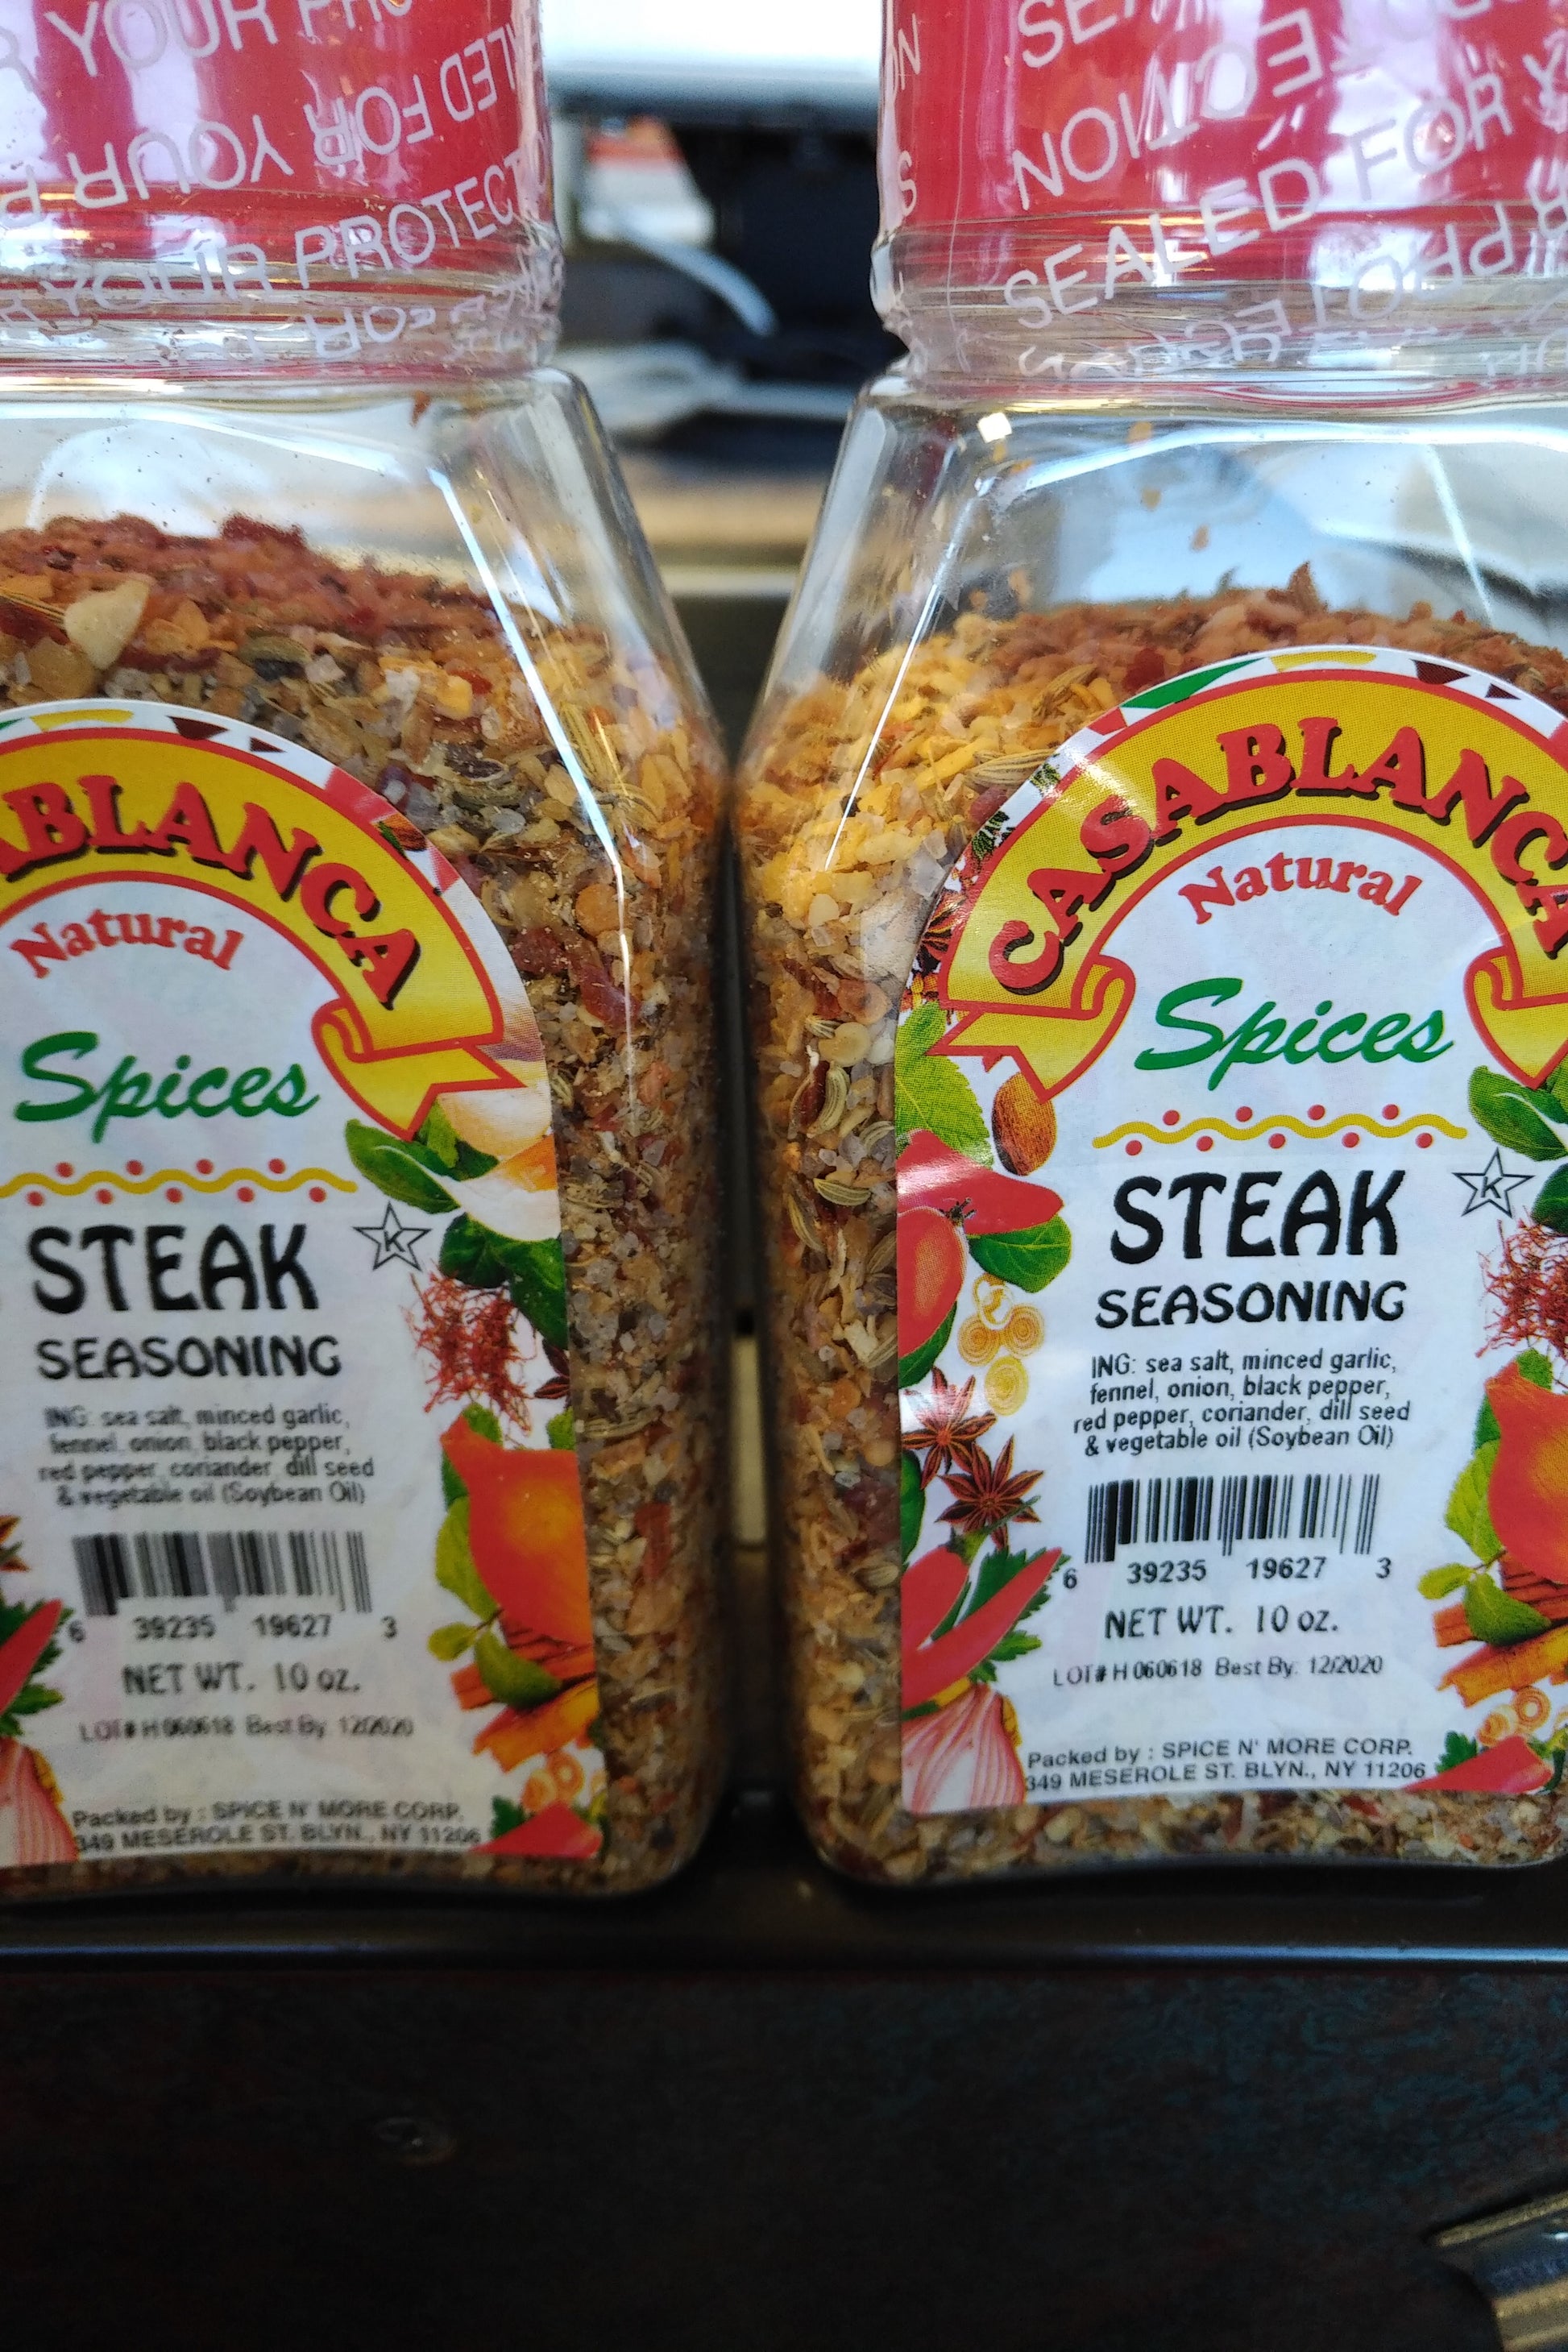 R YOUR PRO
SEALED FOR
YOUR PROTECT
SEALED FOR Y
ABLANCA
Natural
Spices
STEAK
K
SEASONING
ING: sea salt, minced garlic,
fennel, onion, black pepper,
red pepper, coriander, dill seed
& vegetable oil (Soybean Oil)
6 39235 19627 3
NET WT. 10 oz.
LOT# H 060618 Best By: 12/2020
Packed by : SPICE N' MORE CORP.
349 MESEROLE ST. BLYN., NY 11206
CASABLANCA
Natural
Spices
STEAK
K
SEASONING
ING: sea salt, minced garlic,
fennel, onion, black pepper,
red pepper, coriander, dill seed
& vegetable oil (Soybean Oil)
6 39235 19627 3
NET WT. 10 oz.
LOT# H 060618 Best By: 12/2020
Packed by : SPICE N' MORE CORP.
349 MESEROLE ST. BLYN., NY 11206